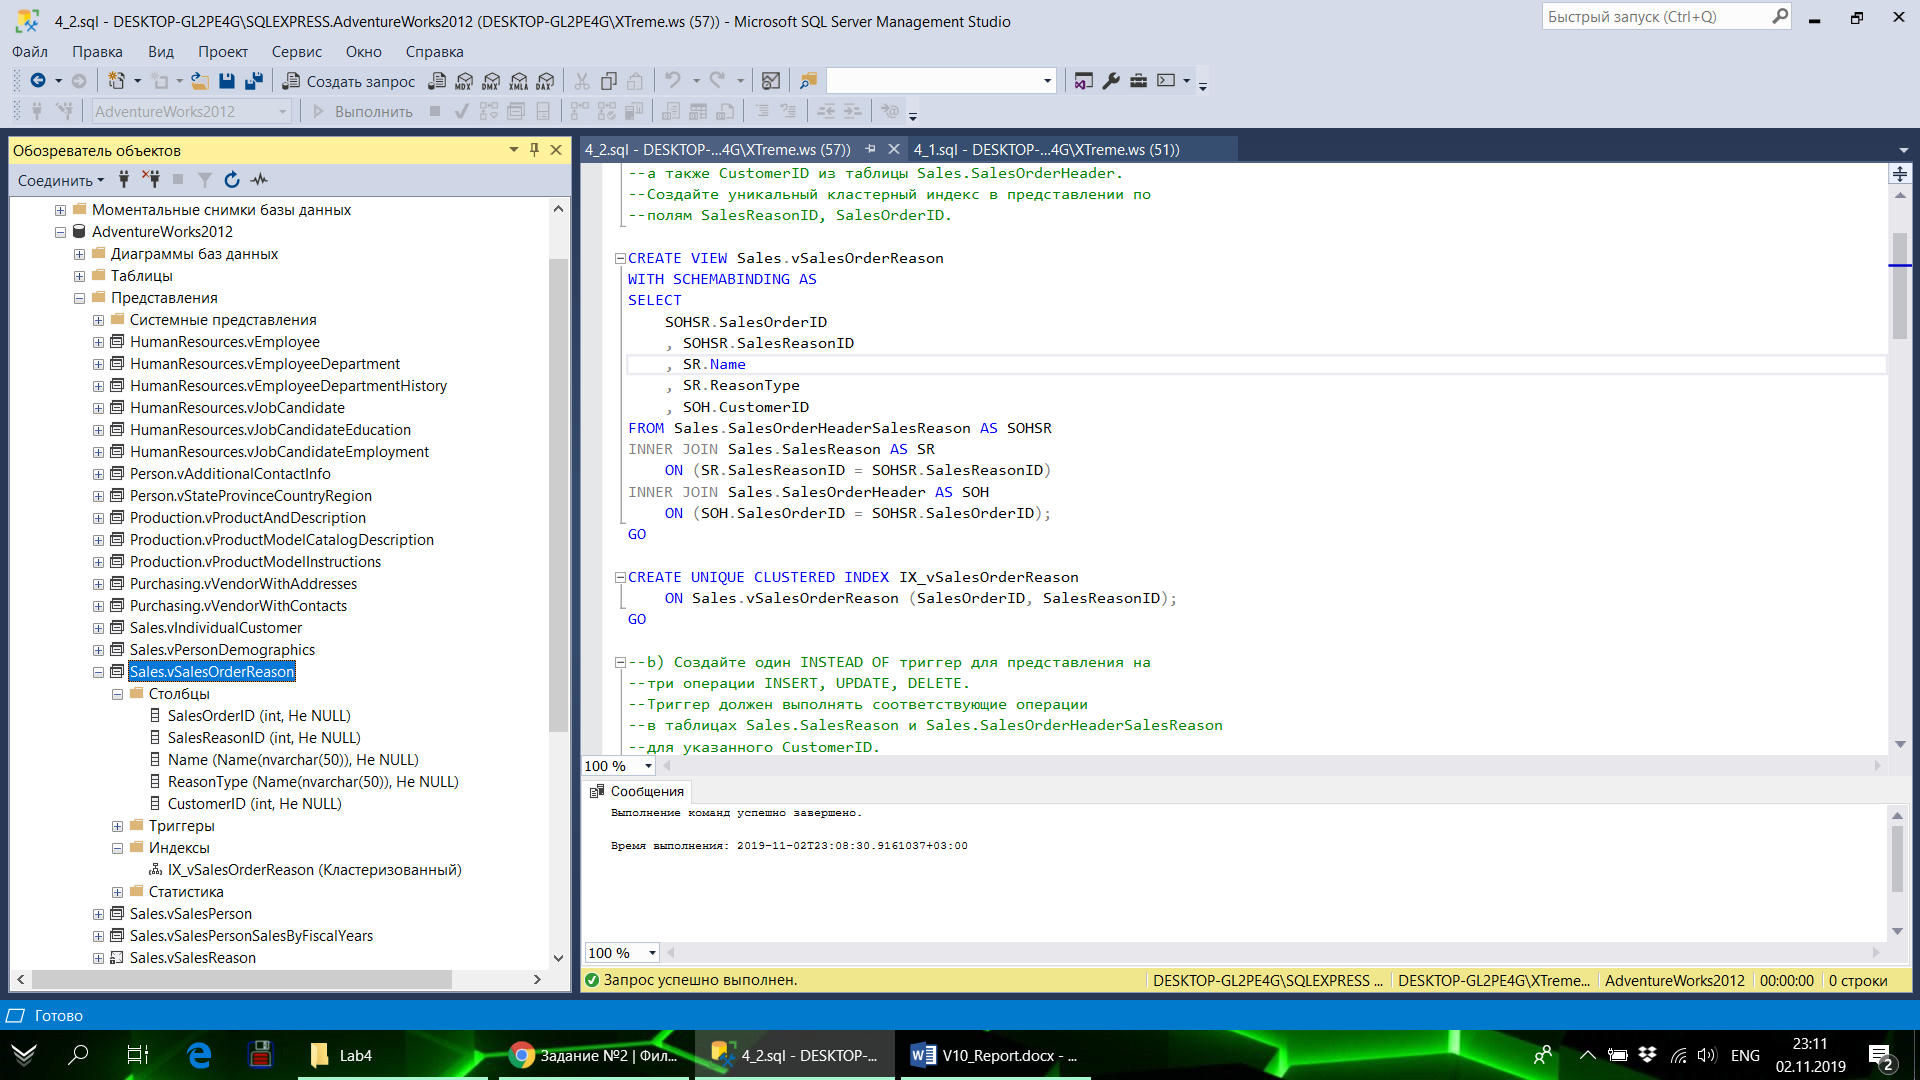 4_2.sql - DESKTOP-GL2PE4G\SQLEXPRESS.AdventureWorks2012 (DESKTOP-GL2PE4G\XTreme.ws (57)) - Microsoft SQL Server Management Studio
Быстрый запуск (Ctrl+Q)
Файл Правка Вид Проект Сервис Окно Справка
Создать запрос MDX DMX XMLA DAX
AdventureWorks2012 Выполнить
Обозреватель объектов
Соединить
Моментальные снимки базы данных
AdventureWorks2012
Диаграммы баз данных
Таблицы
Представления
Системные представления
HumanResources.vEmployee
HumanResources.vEmployeeDepartment
HumanResources.vEmployeeDepartmentHistory
HumanResources.vJobCandidate
HumanResources.vJobCandidateEducation
HumanResources.vJobCandidateEmployment
Person.vAdditionalContactInfo
Person.vStateProvinceCountryRegion
Production.vProductAndDescription
Production.vProductModelCatalogDescription
Production.vProductModelInstructions
Purchasing.vVendorWithAddresses
Purchasing.vVendorWithContacts
Sales.vIndividualCustomer
Sales.vPersonDemographics
Sales.vSalesOrderReason
Столбцы
SalesOrderID (int, Не NULL)
SalesReasonID (int, Не NULL)
Name (Name(nvarchar(50)), Не NULL)
ReasonType (Name(nvarchar(50)), Не NULL)
CustomerID (int, Не NULL)
Триггеры
Индексы
IX_vSalesOrderReason (Кластеризованный)
Статистика
Sales.vSalesPerson
Sales.vSalesPersonSalesByFiscalYears
Sales.vSalesReason
4_2.sql - DESKTOP-...4G\XTreme.ws (57)) 4_1.sql - DESKTOP-...4G\XTreme.ws (51))
--а также CustomerID из таблицы Sales.SalesOrderHeader.
--Создайте уникальный кластерный индекс в представлении по
--полям SalesReasonID, SalesOrderID.
CREATE VIEW Sales.vSalesOrderReason
WITH SCHEMABINDING AS
SELECT
SOHSR.SalesOrderID
, SOHSR.SalesReasonID
, SR.Name
, SR.ReasonType
, SOH.CustomerID
FROM Sales.SalesOrderHeaderSalesReason AS SOHSR
INNER JOIN Sales.SalesReason AS SR
ON (SR.SalesReasonID = SOHSR.SalesReasonID)
INNER JOIN Sales.SalesOrderHeader AS SOH
ON (SOH.SalesOrderID = SOHSR.SalesOrderID);
GO
CREATE UNIQUE CLUSTERED INDEX IX_vSalesOrderReason
ON Sales.vSalesOrderReason (SalesOrderID, SalesReasonID);
GO
--b) Создайте один INSTEAD OF триггер для представления на
--три операции INSERT, UPDATE, DELETE.
--Триггер должен выполнять соответствующие операции
--в таблицах Sales.SalesReason и Sales.SalesOrderHeaderSalesReason
--для указанного CustomerID.
100 %
Сообщения
Выполнение команд успешно завершено.
Время выполнения: 2019-11-02T23:08:30.9161037+03:00
100 %
Запрос успешно выполнен. DESKTOP-GL2PE4G\SQLEXPRESS ... DESKTOP-GL2PE4G\XTreme... AdventureWorks2012 00:00:00 0 строки
Готово
Lab4 Задание №2 | Фил... 4_2.sql - DESKTOP-... V10_Report.docx - ... ENG 23:11
02.11.2019 2